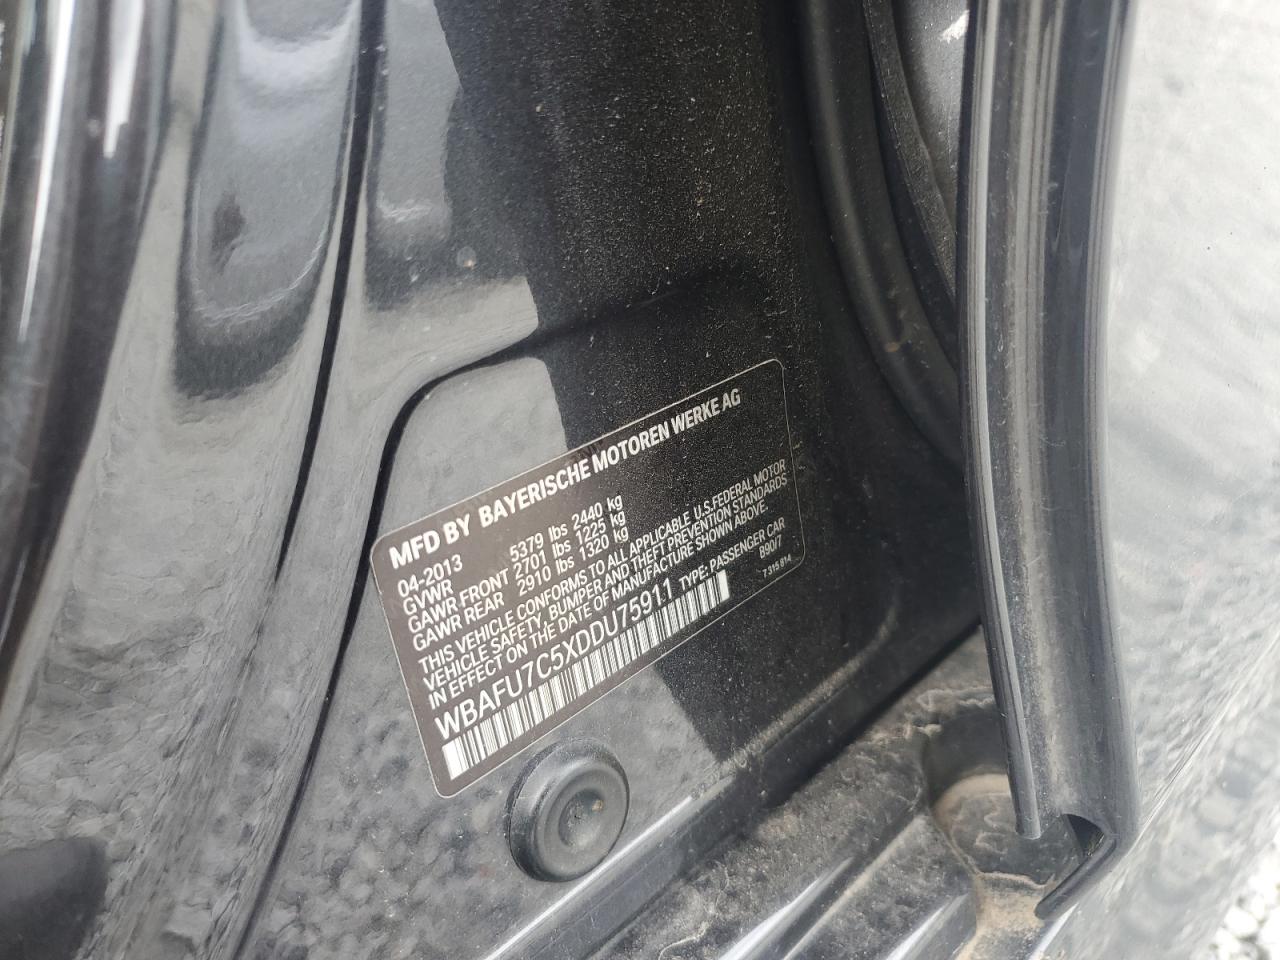 MFD BY BAYERISCHE MOTOREN WERKE AG
04-2013
GVWR 5379 lbs 2440 kg
GAWR FRONT 2701 lbs 1225 kg
GAWR REAR 2910 lbs 1320 kg
THIS VEHICLE CONFORMS TO ALL APPLICABLE U.S.FEDERAL MOTOR
VEHICLE SAFETY, BUMPER AND THEFT PREVENTION STANDARDS
IN EFFECT ON THE DATE OF MANUFACTURE SHOWN ABOVE.
WBAFU7C5XDDU75911 TYPE: PASSENGER CAR
B90/7
T 315 814